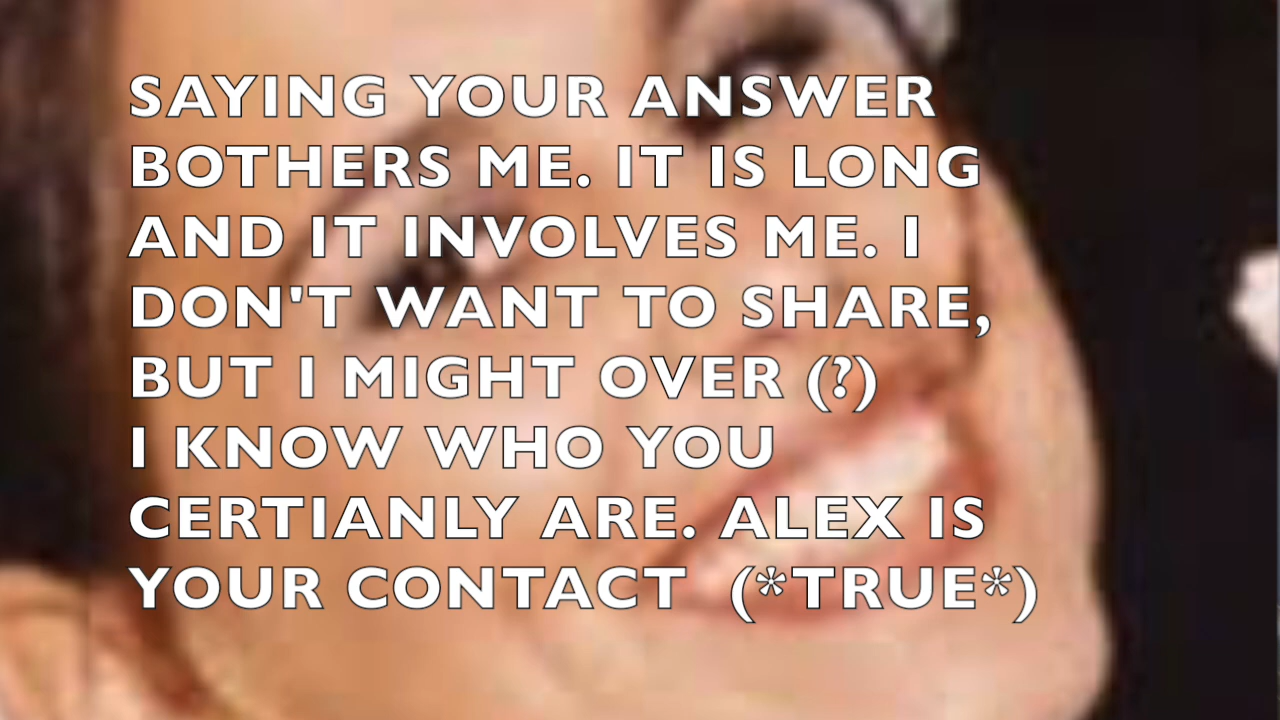 SAYING YOUR ANSWER
BOTHERS ME. IT IS LONG
AND IT INVOLVES ME. I
DON'T WANT TO SHARE,
BUT I MIGHT OVER (?)
I KNOW WHO YOU
CERTIANLY ARE. ALEX IS
YOUR CONTACT  (*TRUE*)